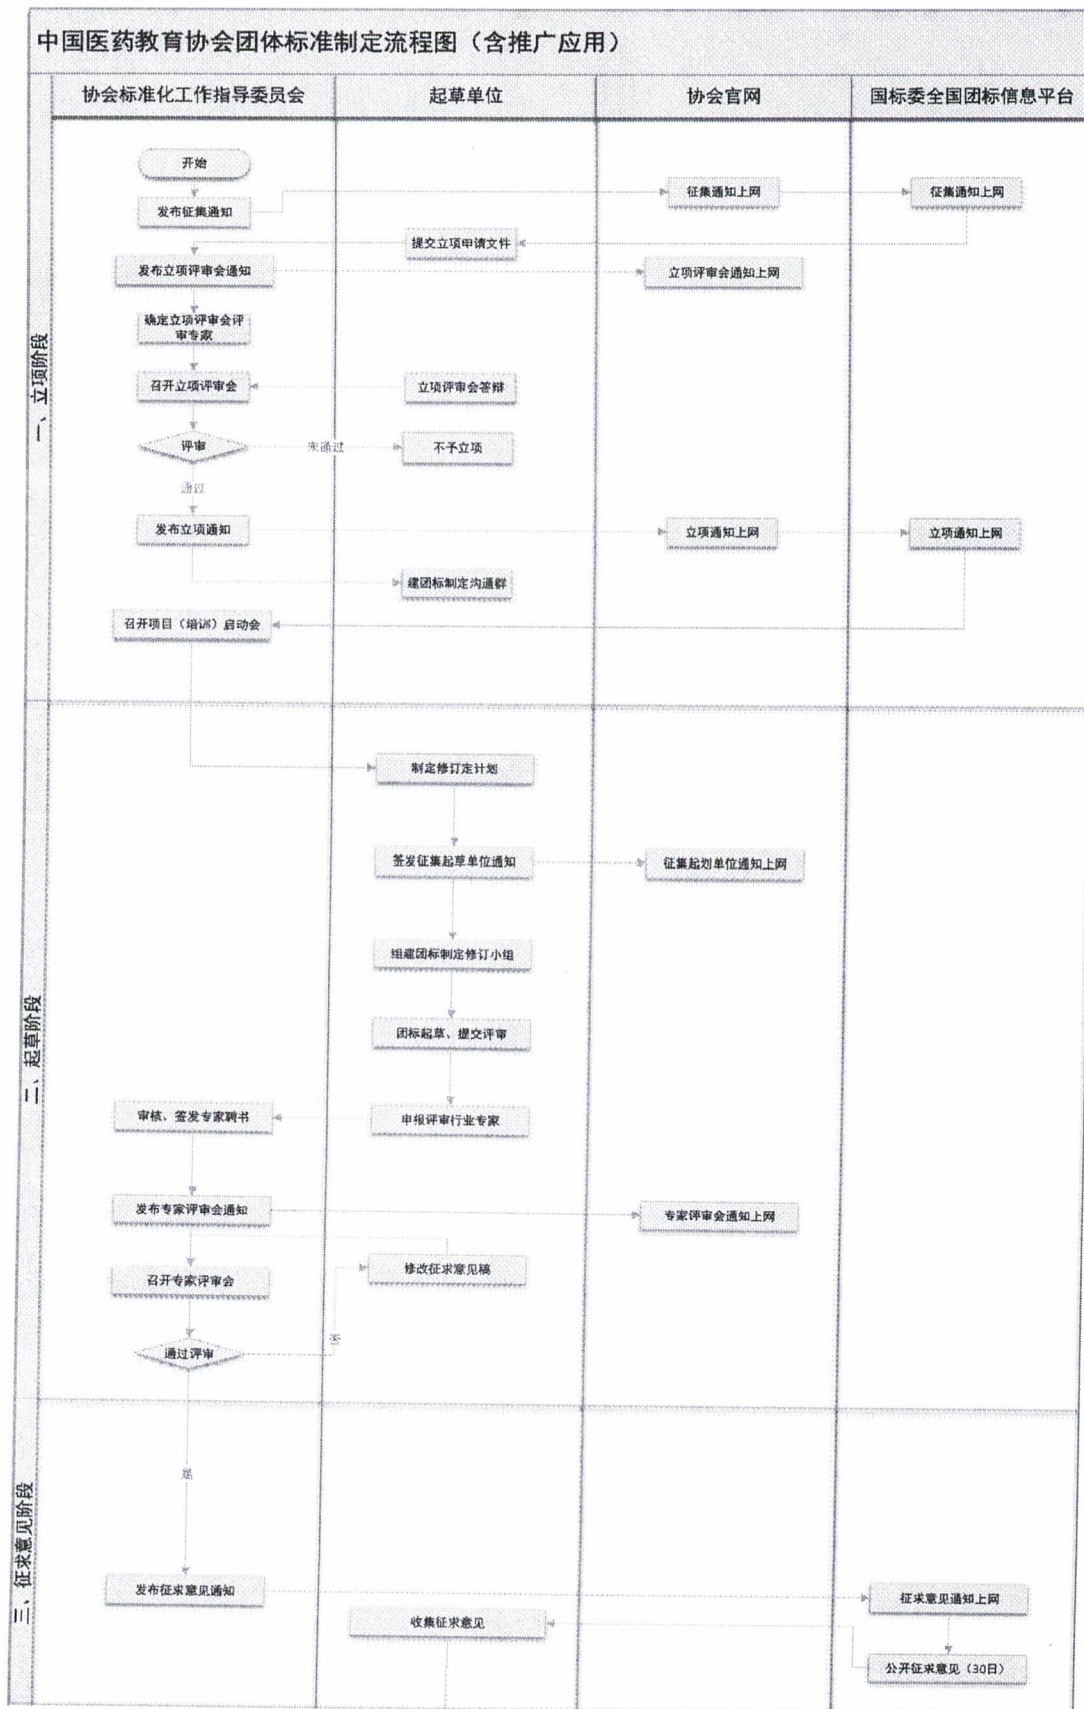 中国医药教育协会团体标准制定流程图（含推广应用）
协会标准化工作指导委员会
起草单位
协会官网
国标委全国团标信息平台
一、立项阶段
开始
发布征集通知
征集通知上网
征集通知上网
提交立项申请文件
发布立项评审会通知
立项评审会通知上网
确定立项评审会评
审专家
召开立项评审会
立项评审会答辩
评审
未通过
不予立项
通过
发布立项通知
立项通知上网
立项通知上网
建团标制定沟通群
召开项目（培训）启动会
二、起草阶段
制定修订定计划
签发征集起草单位通知
征集起划单位通知上网
组建团标制定修订小组
团标起草、提交评审
申报评审行业专家
审核、签发专家聘书
发布专家评审会通知
专家评审会通知上网
召开专家评审会
修改征求意见稿
通过评审
否
是
三、征求意见阶段
发布征求意见通知
征求意见通知上网
收集征求意见
公开征求意见（30日）